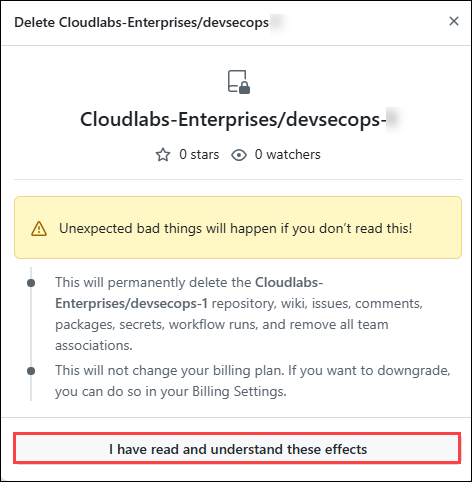 Delete Cloudlabs-Enterprises/devsecops
Cloudlabs-Enterprises/devsecops-
0 stars 0 watchers
Unexpected bad things will happen if you don’t read this!
This will permanently delete the Cloudlabs-
Enterprises/devsecops-1 repository, wiki, issues, comments,
packages, secrets, workflow runs, and remove all team
associations.
This will not change your billing plan. If you want to downgrade,
you can do so in your Billing Settings.
I have read and understand these effects